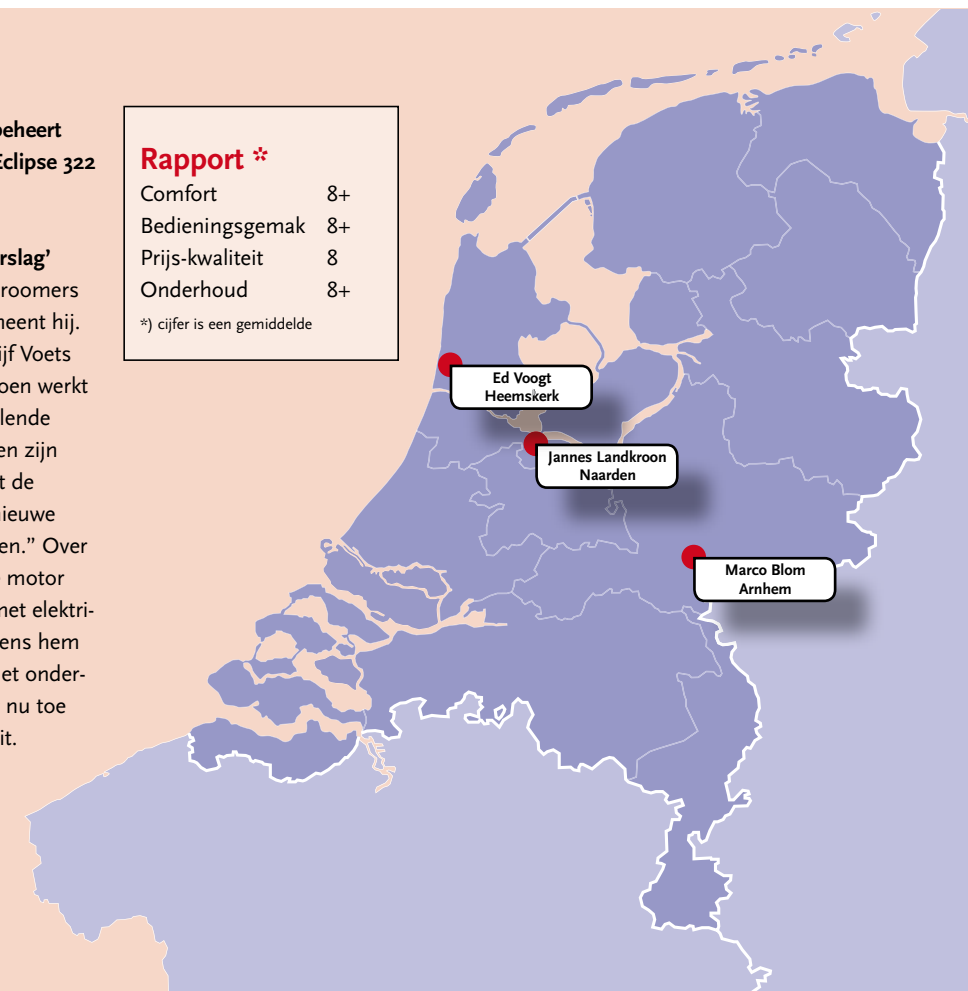 beheert
Eclipse 322
rslag’
roomers
neent hij.
ijf Voets
oen werkt
lende
en zijn
t de
nieuwe
en.” Over
motor
net elektri-
ens hem
et onder-
nu toe
it.
Rapport *
Comfort 8+
Bedieningsgemak 8+
Prijs-kwaliteit 8
Onderhoud 8+
*) cijfer is een gemiddelde
Ed Voogt
Heemskerk
Jannes Landkroon
Naarden
Marco Blom
Arnhem